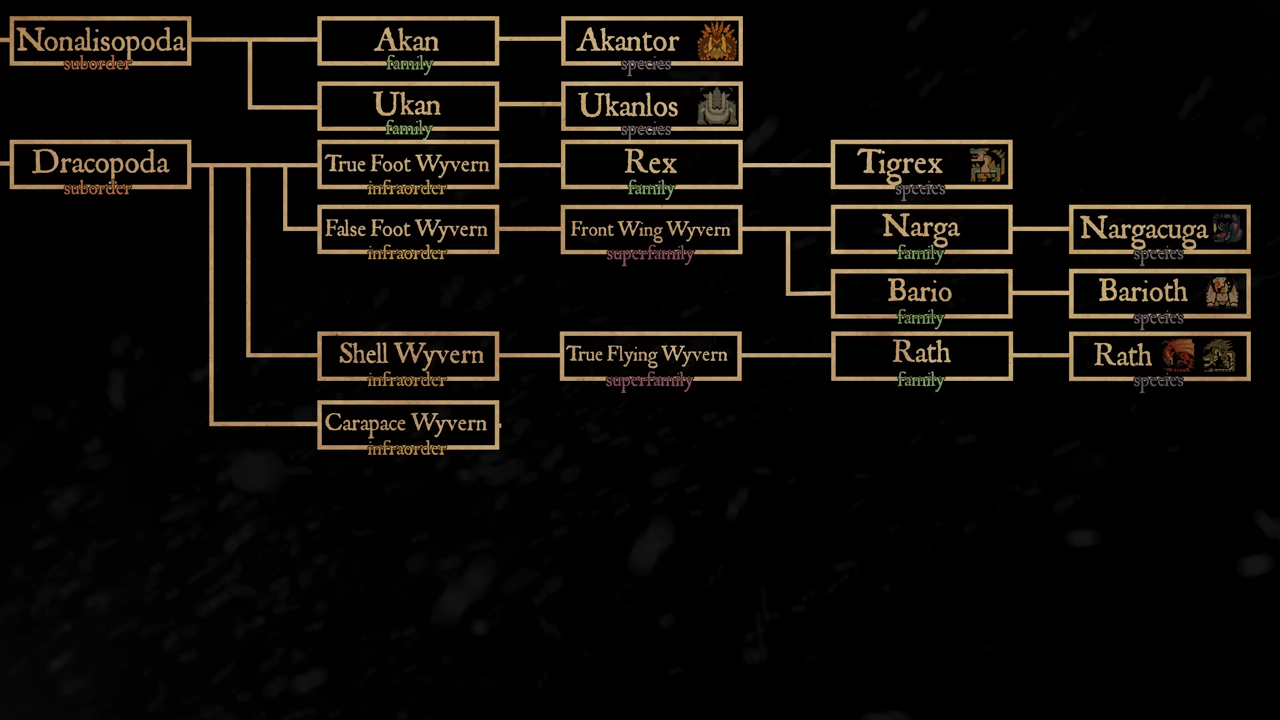 Nonalisopoda
suborder
Akan
family
Akantor
species
Ukan
family
Ukanlos
species
Dracopoda
suborder
True Foot Wyvern
infraorder
Rex
family
Tigrex
species
False Foot Wyvern
infraorder
Front Wing Wyvern
superfamily
Narga
family
Nargacuga
species
Bario
family
Barioth
species
Shell Wyvern
infraorder
True Flying Wyvern
superfamily
Rath
family
Rath
species
Carapace Wyvern
infraorder